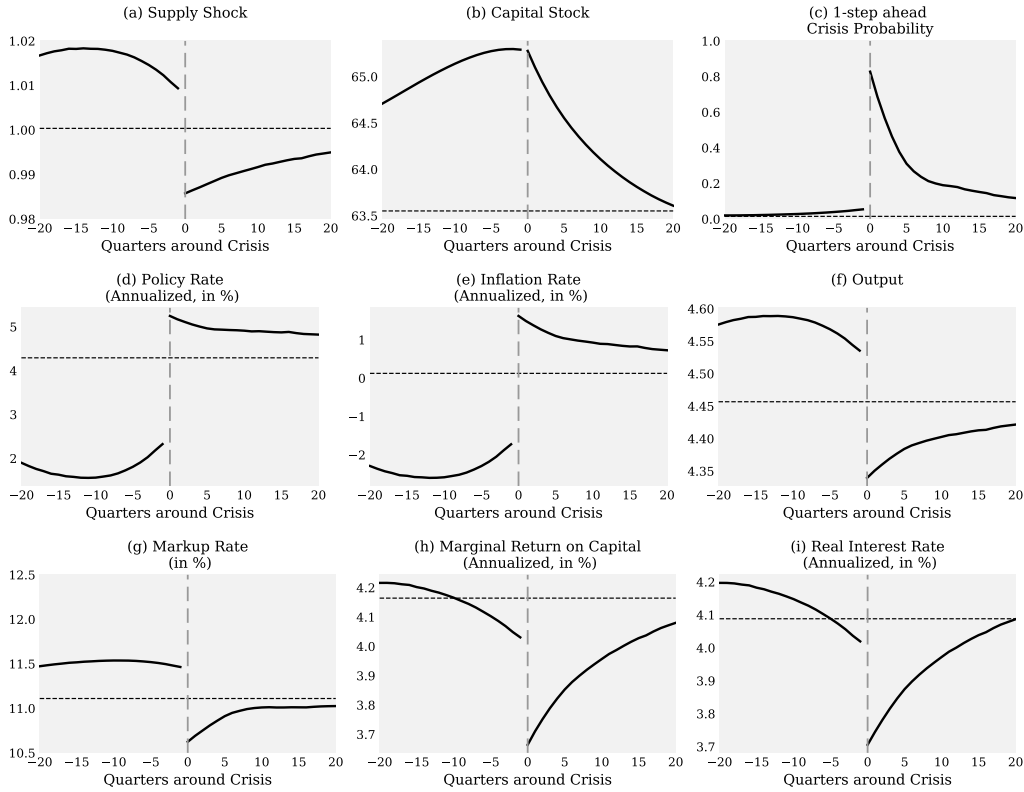 (a) Supply Shock
1.02
1.01
1.00
0.99
0.98
−20 −15 −10 −5 0 5 10 15 20
Quarters around Crisis
(b) Capital Stock
65.0
64.5
64.0
63.5
−20 −15 −10 −5 0 5 10 15 20
Quarters around Crisis
(c) 1-step ahead
Crisis Probability
1.0
0.8
0.6
0.4
0.2
0.0
−20 −15 −10 −5 0 5 10 15 20
Quarters around Crisis
(d) Policy Rate
(Annualized, in %)
5
4
3
2
−20 −15 −10 −5 0 5 10 15 20
Quarters around Crisis
(e) Inflation Rate
(Annualized, in %)
1
0
−1
−2
−20 −15 −10 −5 0 5 10 15 20
Quarters around Crisis
(f) Output
4.60
4.55
4.50
4.45
4.40
4.35
−20 −15 −10 −5 0 5 10 15 20
Quarters around Crisis
(g) Markup Rate
(in %)
12.5
12.0
11.5
11.0
10.5
−20 −15 −10 −5 0 5 10 15 20
Quarters around Crisis
(h) Marginal Return on Capital
(Annualized, in %)
4.2
4.1
4.0
3.9
3.8
3.7
−20 −15 −10 −5 0 5 10 15 20
Quarters around Crisis
(i) Real Interest Rate
(Annualized, in %)
4.2
4.1
4.0
3.9
3.8
3.7
−20 −15 −10 −5 0 5 10 15 20
Quarters around Crisis